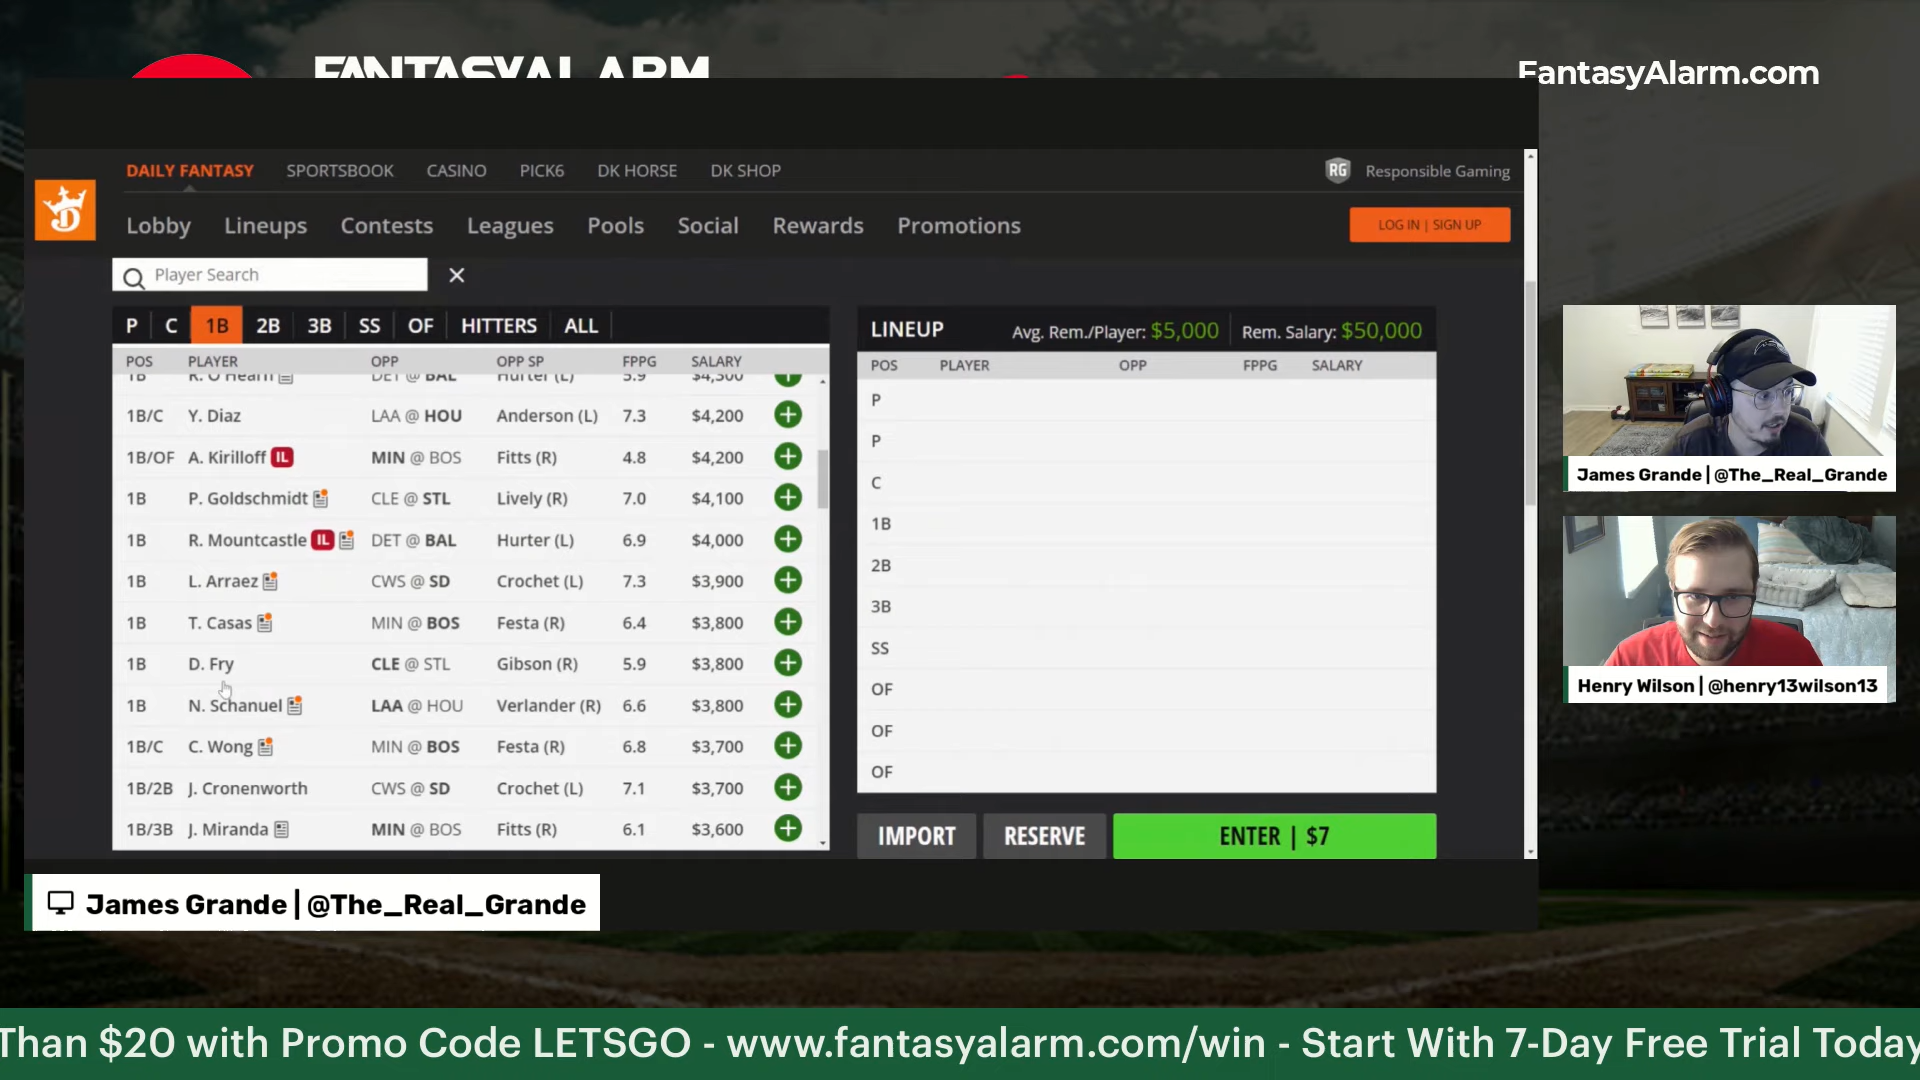 FANTASYALARM
FantasyAlarm.com
DAILY FANTASY SPORTSBOOK CASINO PICK6 DK HORSE DK SHOP
RG Responsible Gaming
Lobby Lineups Contests Leagues Pools Social Rewards Promotions
LOG IN | SIGN UP
Player Search
P C 1B 2B 3B SS OF HITTERS ALL
POS PLAYER OPP OPP SP FPPG SALARY
1B R. O'Hearn DET @ BAL Hurter (L) 5.9 $4,300
1B/C Y. Diaz LAA @ HOU Anderson (L) 7.3 $4,200
1B/OF A. Kirilloff IL MIN @ BOS Fitts (R) 4.8 $4,200
1B P. Goldschmidt CLE @ STL Lively (R) 7.0 $4,100
1B R. Mountcastle IL DET @ BAL Hurter (L) 6.9 $4,000
1B L. Arraez CWS @ SD Crochet (L) 7.3 $3,900
1B T. Casas MIN @ BOS Festa (R) 6.4 $3,800
1B D. Fry CLE @ STL Gibson (R) 5.9 $3,800
1B N. Schanuel LAA @ HOU Verlander (R) 6.6 $3,800
1B/C C. Wong MIN @ BOS Festa (R) 6.8 $3,700
1B/2B J. Cronenworth CWS @ SD Crochet (L) 7.1 $3,700
1B/3B J. Miranda MIN @ BOS Fitts (R) 6.1 $3,600
LINEUP Avg. Rem./Player: $5,000 Rem. Salary: $50,000
POS PLAYER OPP FPPG SALARY
P
P
C
1B
2B
3B
SS
OF
OF
OF
IMPORT RESERVE ENTER | $7
James Grande | @The_Real_Grande
Henry Wilson | @henry13wilson13
James Grande | @The_Real_Grande
Than $20 with Promo Code LETSGO - www.fantasyalarm.com/win - Start With 7-Day Free Trial Today